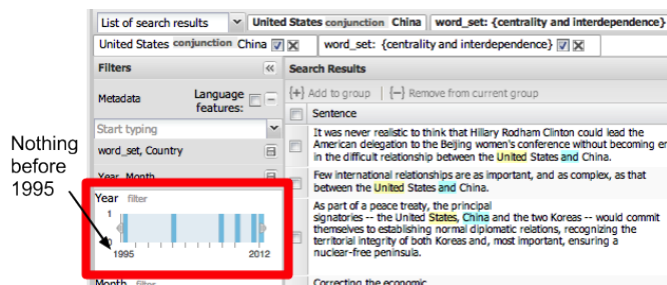 List of search results United States conjunction China word_set: {centrality and interdependence}
United States conjunction China word_set: {centrality and interdependence}
Filters
Search Results
Metadata Language features:
{+} Add to group | {−} Remove from current group
Sentence
Start typing
word_set, Country
Year, Month
It was never realistic to think that Hillary Rodham Clinton could lead the
American delegation to the Beijing women's conference without becoming
in the difficult relationship between the United States and China.
Few international relationships are as important, and as complex, as that
between the United States and China.
As part of a peace treaty, the principal
signatories -- the United States, China and the two Koreas -- would commit
themselves to establishing normal diplomatic relations, recognizing the
territorial integrity of both Koreas and, most important, ensuring a
nuclear-free peninsula.
Correcting the economic
Nothing
before
1995
Year filter
1
0
1995 2012
Month filter